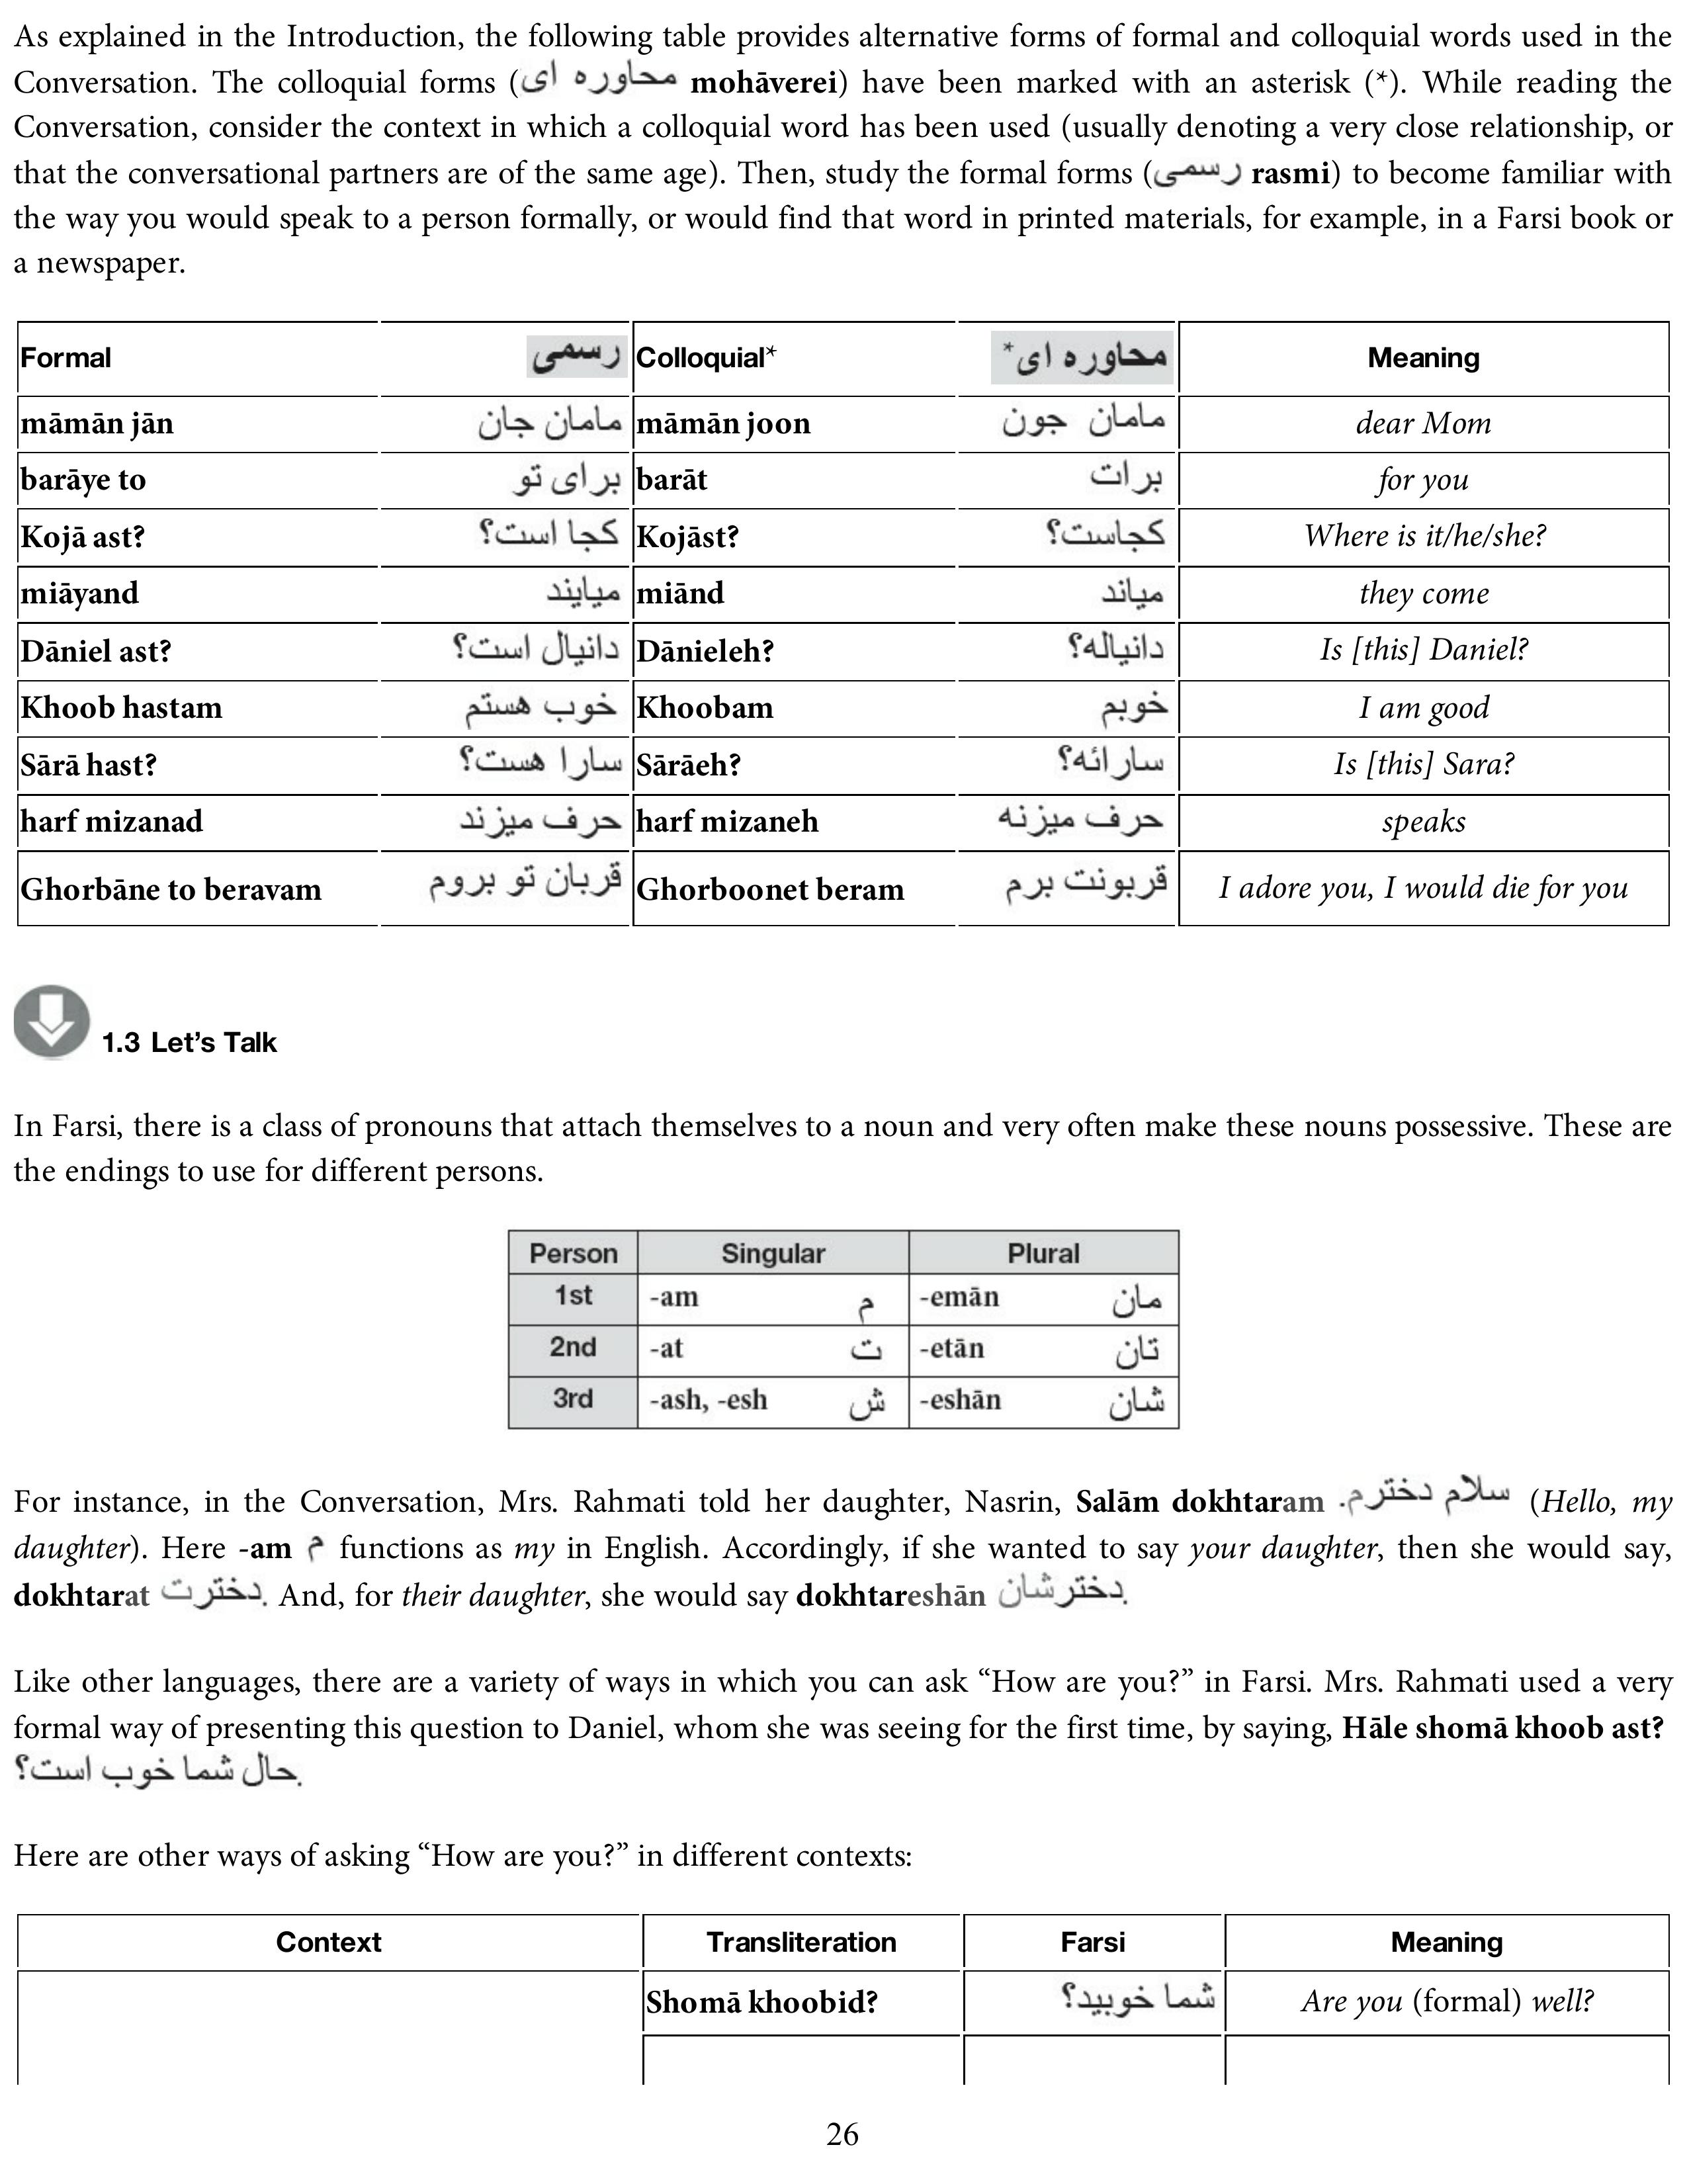 As explained in the Introduction, the following table provides alternative forms of formal and colloquial words used in the
Conversation. The colloquial forms (محاوره ای mohāverei) have been marked with an asterisk (*). While reading the
Conversation, consider the context in which a colloquial word has been used (usually denoting a very close relationship, or
that the conversational partners are of the same age). Then, study the formal forms (رسمی rasmi) to become familiar with
the way you would speak to a person formally, or would find that word in printed materials, for example, in a Farsi book or
a newspaper.
Formal رسمی Colloquial* محاوره ای* Meaning
māmān jān مامان جان māmān joon مامان جون dear Mom
barāye to برای تو barāt برات for you
Kojā ast? کجا است؟ Kojāst? کجاست؟ Where is it/he/she?
miāyand میایند miānd میاند they come
Dāniel ast? دانیال است؟ Dānieleh? دانیاله؟ Is [this] Daniel?
Khoob hastam خوب هستم Khoobam خوبم I am good
Sārā hast? سارا هست؟ Sārāeh? سارائه؟ Is [this] Sara?
harf mizanad حرف میزند harf mizaneh حرف میزنه speaks
Ghorbāne to beravam قربان تو بروم Ghorboonet beram قربونت برم I adore you, I would die for you
1.3 Let's Talk
In Farsi, there is a class of pronouns that attach themselves to a noun and very often make these nouns possessive. These are
the endings to use for different persons.
Person Singular Plural
1st -am م -emān مان
2nd -at ت -etān تان
3rd -ash, -esh ش -eshān شان
For instance, in the Conversation, Mrs. Rahmati told her daughter, Nasrin, Salām dokhtaram سلام دخترم. (Hello, my
daughter). Here -am م functions as my in English. Accordingly, if she wanted to say your daughter, then she would say,
dokhtarat دخترت. And, for their daughter, she would say dokhtareshān دخترشان.
Like other languages, there are a variety of ways in which you can ask “How are you?” in Farsi. Mrs. Rahmati used a very
formal way of presenting this question to Daniel, whom she was seeing for the first time, by saying, Hāle shomā khoob ast?
حال شما خوب است؟.
Here are other ways of asking “How are you?” in different contexts:
Context Transliteration Farsi Meaning
Shomā khoobid? شما خوبید؟ Are you (formal) well?
26